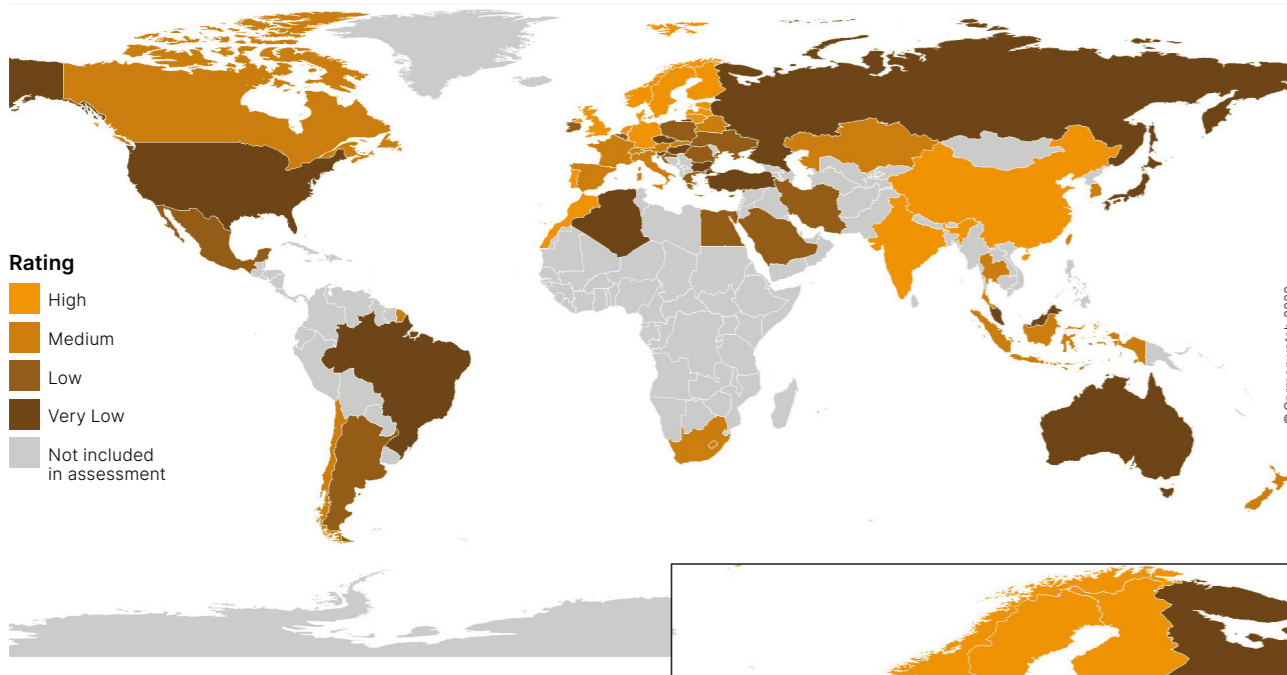 Rating
High
Medium
Low
Very Low
Not included
in assessment